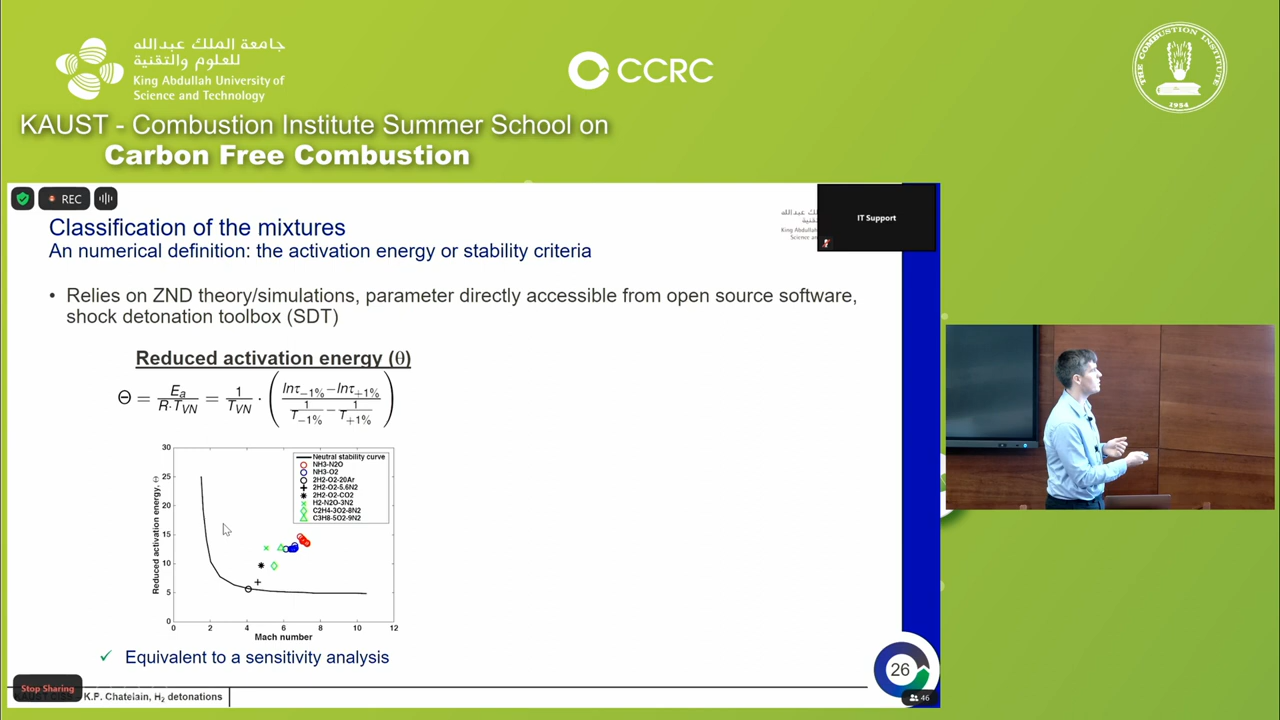 جامعة الملك عبدالله
للعلوم والتقنية
King Abdullah University of
Science and Technology
CCRC
THE COMBUSTION INSTITUTE
1954
KAUST - Combustion Institute Summer School on
Carbon Free Combustion
REC
IT Support
Classification of the mixtures
An numerical definition: the activation energy or stability criteria
• Relies on ZND theory/simulations, parameter directly accessible from open source software,
shock detonation toolbox (SDT)
Reduced activation energy (θ)
Θ = Ea / R·TVN = 1 / TVN · ( (lnτ−1% − lnτ+1%) / (1/T−1% − 1/T+1%) )
Neutral stability curve
NH3-N2O
NH3-O2
2H2-O2-20Ar
2H2-O2-5.6N2
2H2-O2-CO2
H2-N2O-3N2
C2H4-3O2-8N2
C3H8-5O2-9N2
Reduced activation energy, Θ
30
25
20
15
10
5
0
0 2 4 6 8 10 12
Mach number
✓ Equivalent to a sensitivity analysis
26
Stop Sharing
K.P. Chatelain, H2 detonations
46